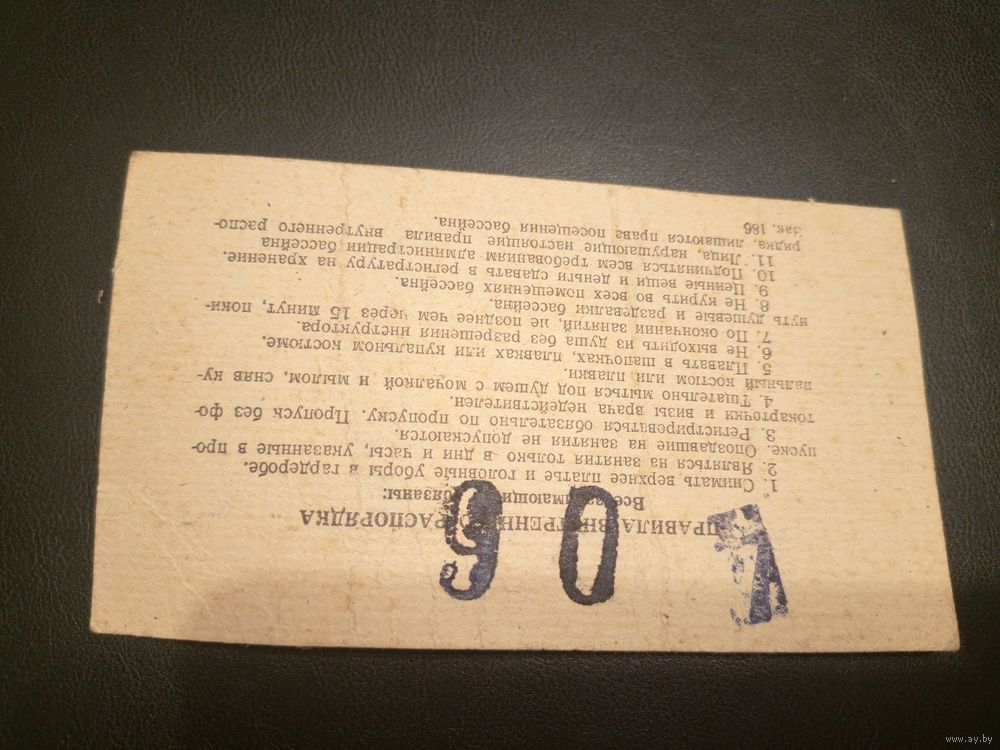 ПРАВИЛА ВНУТРЕННЕГО РАСПОРЯДКА
Все занимающиеся обязаны:
1. Снимать верхнее платье и головные уборы в гардеробе.
2. Являться на занятия только в дни и часы, указанные в про-
пуске. Опоздавшие на занятия не допускаются.
3. Регистрироваться обязательно по пропуску. Пропуск без фо-
токарточки и визы врача недействителен.
4. Тщательно мыться под душем с мочалкой и мылом, сняв ку-
пальный костюм или плавки.
5. Плавать в шапочках, плавках или купальном костюме.
6. Не выходить из душа без разрешения инструктора.
7. По окончании занятий, не позднее чем через 15 минут, поки-
нуть душевые и раздевалки бассейна.
8. Не курить во всех помещениях бассейна.
9. Ценные вещи и деньги сдавать в регистратуру на хранение.
10. Подчиняться всем требованиям администрации бассейна
11. Лица, нарушающие настоящие правила внутреннего распо-
рядка, лишаются права посещения бассейна.
Зак. 186
www.ay.by